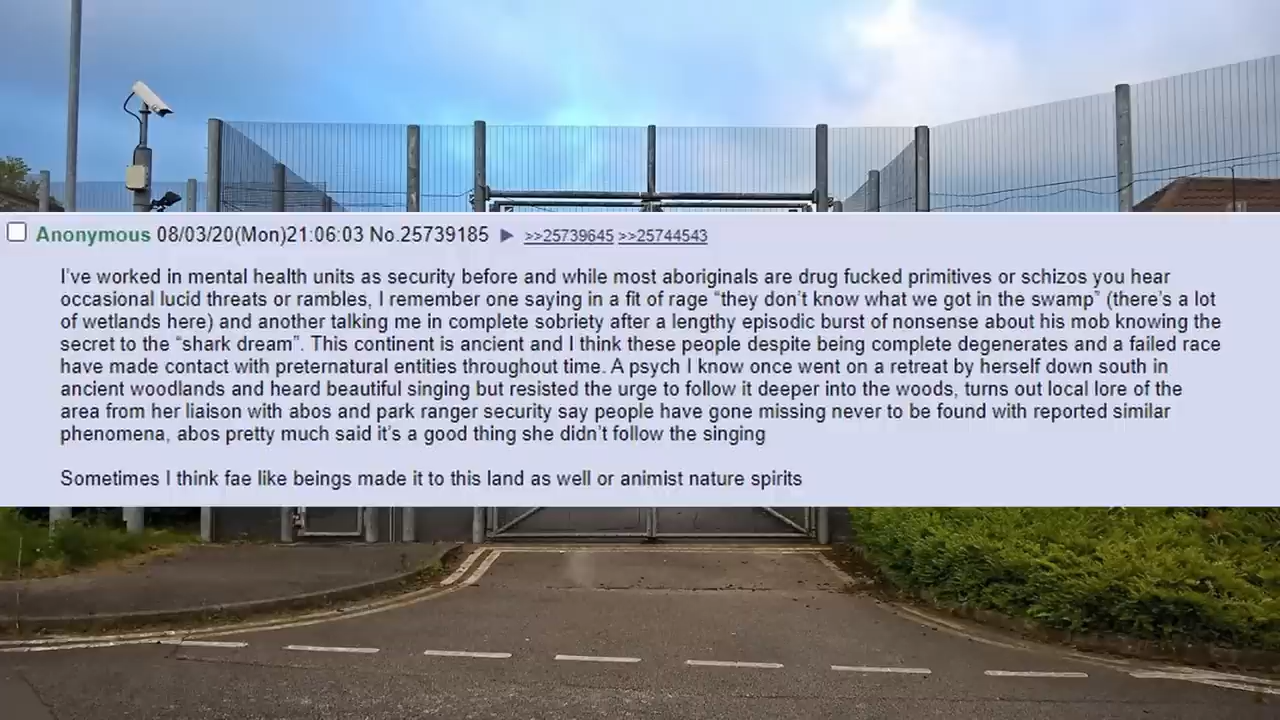 Anonymous 08/03/20(Mon)21:06:03 No.25739185 ▶ >>25739645 >>25744543
I've worked in mental health units as security before and while most aboriginals are drug fucked primitives or schizos you hear
occasional lucid threats or rambles, I remember one saying in a fit of rage “they don't know what we got in the swamp” (there's a lot
of wetlands here) and another talking me in complete sobriety after a lengthy episodic burst of nonsense about his mob knowing the
secret to the “shark dream”. This continent is ancient and I think these people despite being complete degenerates and a failed race
have made contact with preternatural entities throughout time. A psych I know once went on a retreat by herself down south in
ancient woodlands and heard beautiful singing but resisted the urge to follow it deeper into the woods, turns out local lore of the
area from her liaison with abos and park ranger security say people have gone missing never to be found with reported similar
phenomena, abos pretty much said it's a good thing she didn't follow the singing
Sometimes I think fae like beings made it to this land as well or animist nature spirits